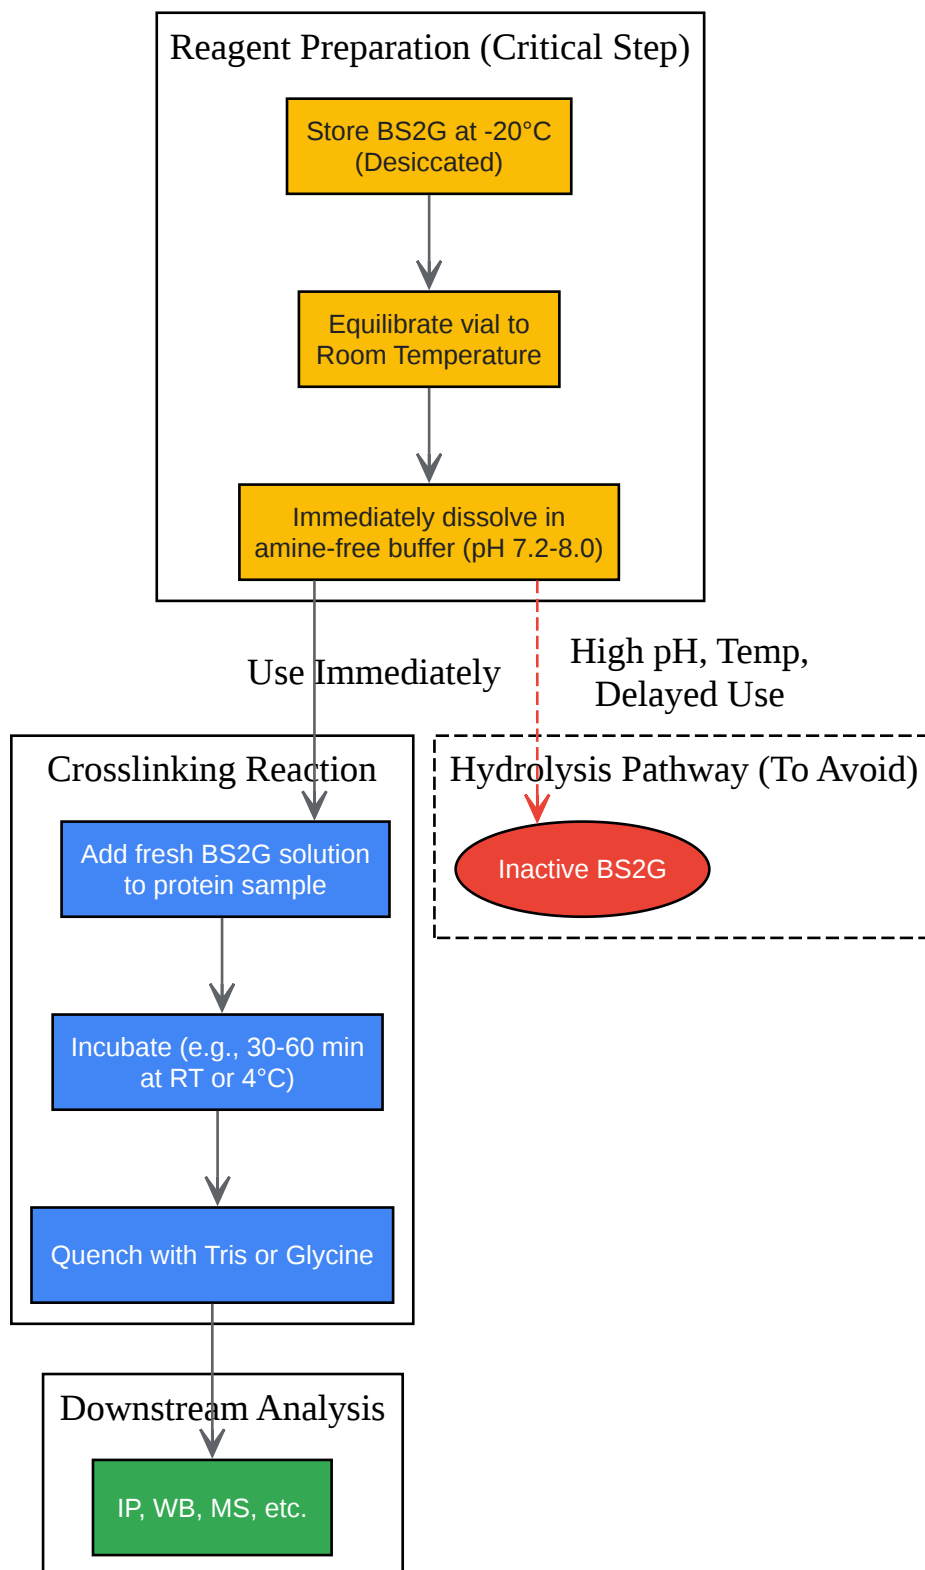 Reagent Preparation (Critical Step)
Store BS2G at -20°C
(Desiccated)
Equilibrate vial to
Room Temperature
Immediately dissolve in
amine-free buffer (pH 7.2-8.0)
Use Immediately
High pH, Temp,
Delayed Use
Crosslinking Reaction
Hydrolysis Pathway (To Avoid)
Add fresh BS2G solution
to protein sample
Inactive BS2G
Incubate (e.g., 30-60 min
at RT or 4°C)
Quench with Tris or Glycine
Downstream Analysis
IP, WB, MS, etc.